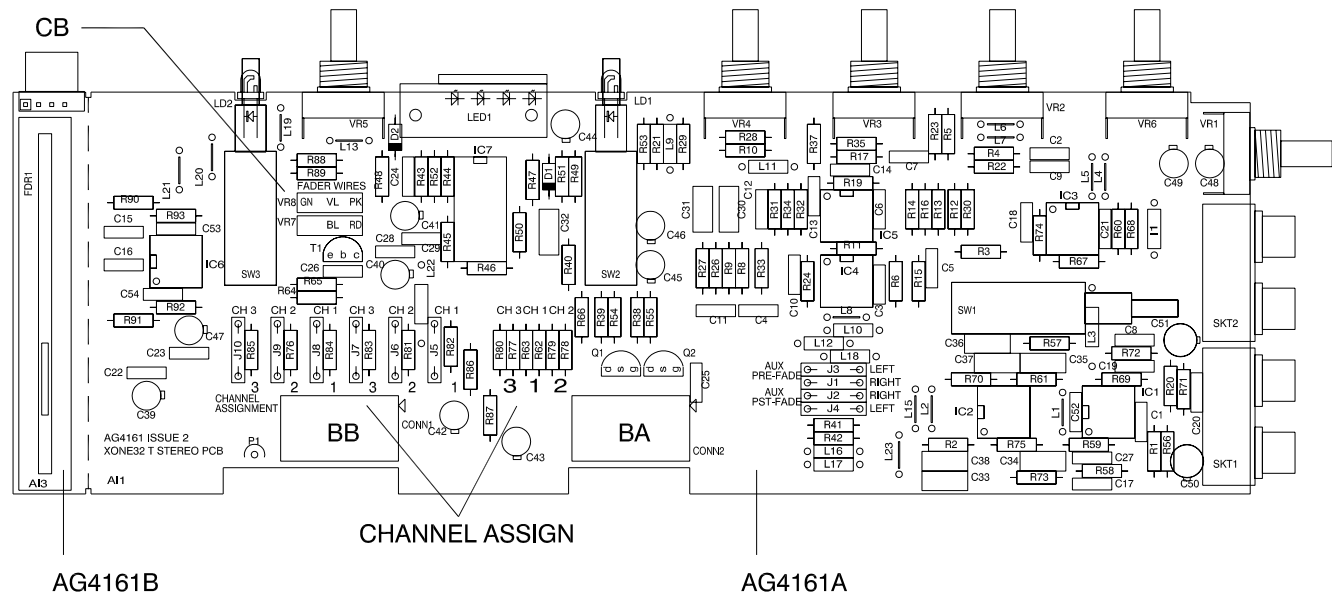 CB
LD2
L19
VR5
L13
D2
LED1
LD1
C44
R53
R21
L9
R29
VR4
R28
R10
L11
R37
VR3
R35
R17
C14
C7
R23
R5
VR2
L6
L7
R4
R22
C2
C9
VR6
VR1
C49
C48
FDR1
L21
L20
R90
C15
R93
C53
C16
IC6
C54
R92
R91
C47
C23
C22
C39
SW3
R88
R89
FADER WIRES
VR8 GN VL PK
VR7 BL RD
T1
e b c
C26
R65
R64
R48
C24
R43
R52
R44
IC7
C41
C28
C29
C40
L22
R45
R46
R47
D1
R51
R49
R50
C32
R40
SW2
C46
C45
C31
C30
C12
R31
R34
R32
C13
R19
C6
IC5
R11
R27
R26
R9
R8
R33
C11
C4
C10
R24
IC4
C3
L8
L10
L12
L18
R14
R16
R13
R12
R30
R6
R15
C5
R3
C18
R74
IC3
C21
R60
R68
R67
L5
L4
L1
SW1
L3
C8
C51
R57
R72
C36
C37
C35
C19
R70
R61
R69
IC1
IC2
L15
L2
L1
C52
C1
R20
R71
C20
R2
R75
R59
R1
R56
L23
C38
C34
C27
R58
C33
R73
C17
C50
SKT2
SKT1
CH 3 CH 2 CH 1 CH 3 CH 2 CH 1
J10 R85 J9 R76 J8 R84 J7 R83 J6 R81 J5 R82
3 2 1 3 2 1
R86
R87
CH 3 CH 1 CH 2
R80 R77 R63 R62 R79 R78
3 1 2
R66
R39
R54
R38
R55
Q1
d s g
Q2
d s g
C25
AUX
PRE-FADE
AUX
PST-FADE
J3 LEFT
J1 RIGHT
J2 RIGHT
J4 LEFT
R41
R42
L16
L17
CHANNEL
ASSIGNMENT
P1
BB
CONN1
C42
C43
BA
CONN2
AG4161 ISSUE 2
XONE32 T STEREO PCB
AI3
AI1
CHANNEL ASSIGN
AG4161B
AG4161A